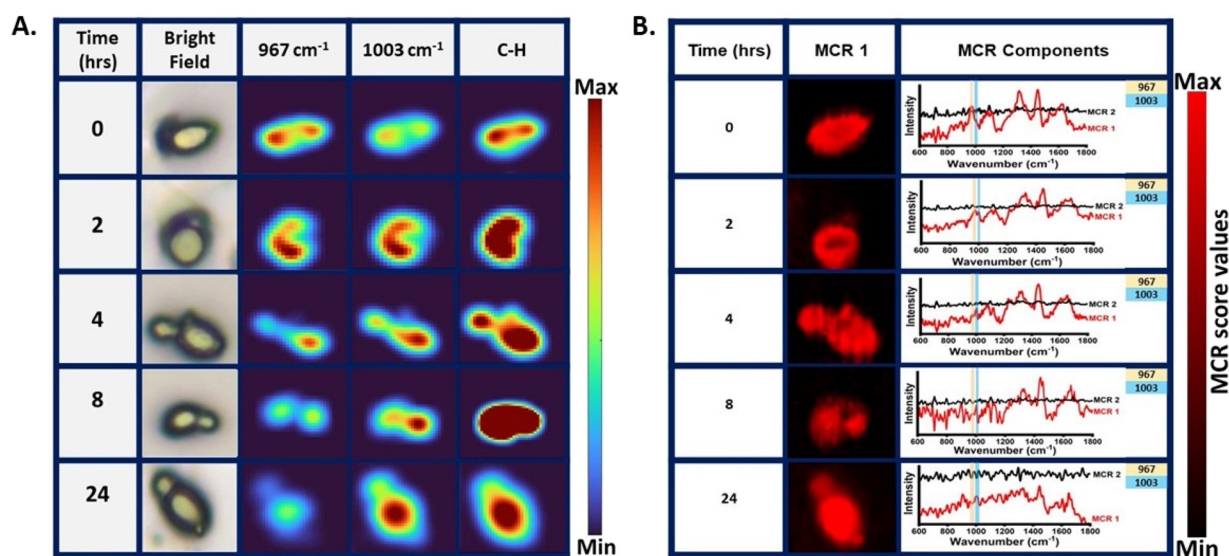 A.
Time (hrs)
Bright Field
967 cm⁻¹
1003 cm⁻¹
C-H
0
2
4
8
24
Max
Min
B.
Time (hrs)
MCR 1
MCR Components
0
Intensity
967
1003
MCR 2
MCR 1
600 800 1000 1200 1400 1600 1800
Wavenumber (cm⁻¹)
2
Intensity
967
1003
MCR 2
MCR 1
600 800 1000 1200 1400 1600 1800
Wavenumber (cm⁻¹)
4
Intensity
967
1003
MCR 2
MCR 1
600 800 1000 1200 1400 1600 1800
Wavenumber (cm⁻¹)
8
Intensity
967
1003
MCR 2
MCR 1
600 800 1000 1200 1400 1600 1800
Wavenumber (cm⁻¹)
24
Intensity
967
1003
MCR 2
MCR 1
600 800 1000 1200 1400 1600 1800
Wavenumber (cm⁻¹)
Max
MCR score values
Min